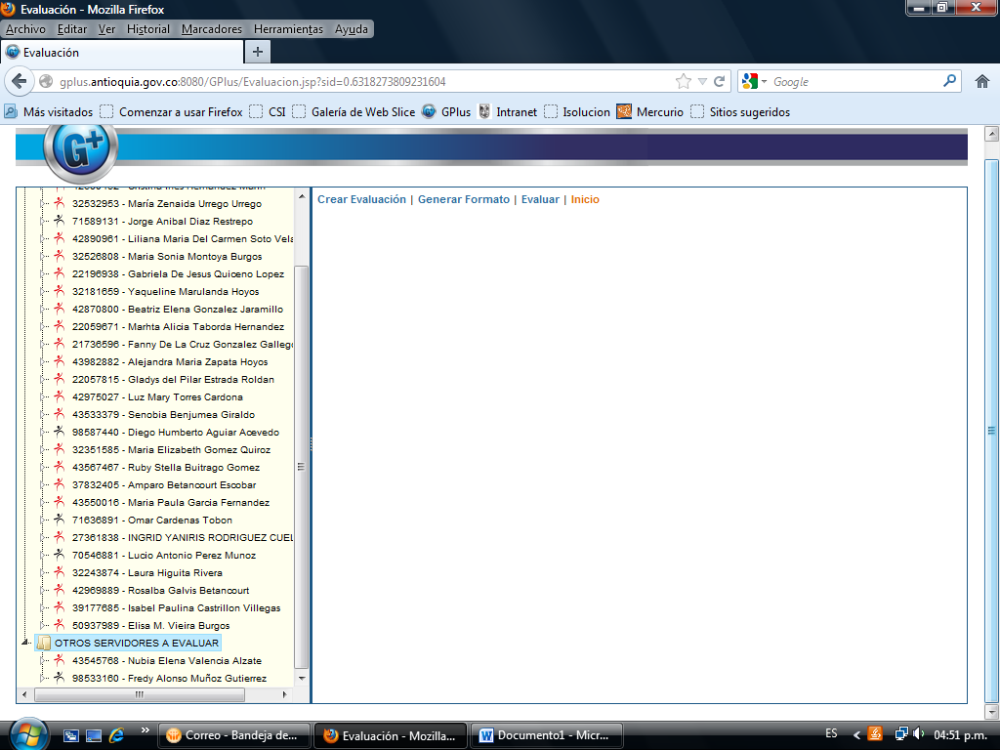 Evaluación - Mozilla Firefox
Archivo Editar Ver Historial Marcadores Herramientas Ayuda
Evaluación
gplus.antioquia.gov.co:8080/GPlus/Evaluacion.jsp?sid=0.6318273809231604
Google
Más visitados Comenzar a usar Firefox CSI Galería de Web Slice GPlus Intranet Isolucion Mercurio Sitios sugeridos
G+
Crear Evaluación | Generar Formato | Evaluar | Inicio
32532953 - María Zenaida Urrego Urrego
71589131 - Jorge Anibal Diaz Restrepo
42890961 - Liliana Maria Del Carmen Soto Vela
32526808 - Maria Sonia Montoya Burgos
22196938 - Gabriela De Jesus Quiceno Lopez
32181659 - Yaqueline Marulanda Hoyos
42870800 - Beatriz Elena Gonzalez Jaramillo
22059671 - Marhta Alicia Taborda Hernandez
21736596 - Fanny De La Cruz Gonzalez Galleg
43982882 - Alejandra Maria Zapata Hoyos
22057815 - Gladys del Pilar Estrada Roldan
42975027 - Luz Mary Torres Cardona
43533379 - Senobia Benjumea Giraldo
98587440 - Diego Humberto Aguiar Acevedo
32351585 - Maria Elizabeth Gomez Quiroz
43567467 - Ruby Stella Buitrago Gomez
37832405 - Amparo Betancourt Escobar
43550016 - Maria Paula Garcia Fernandez
71636891 - Omar Cardenas Tobon
27361838 - INGRID YANIRIS RODRIGUEZ CUEL
70546881 - Lucio Antonio Perez Munoz
32243874 - Laura Higuita Rivera
42969889 - Rosalba Galvis Betancourt
39177685 - Isabel Paulina Castrillon Villegas
50937989 - Elisa M. Vieira Burgos
OTROS SERVIDORES A EVALUAR
43545768 - Nubia Elena Valencia Alzate
98533160 - Fredy Alonso Muñoz Gutierrez
Correo - Bandeja de... Evaluación - Mozilla... Documento1 - Micr... ES 04:51 p.m.